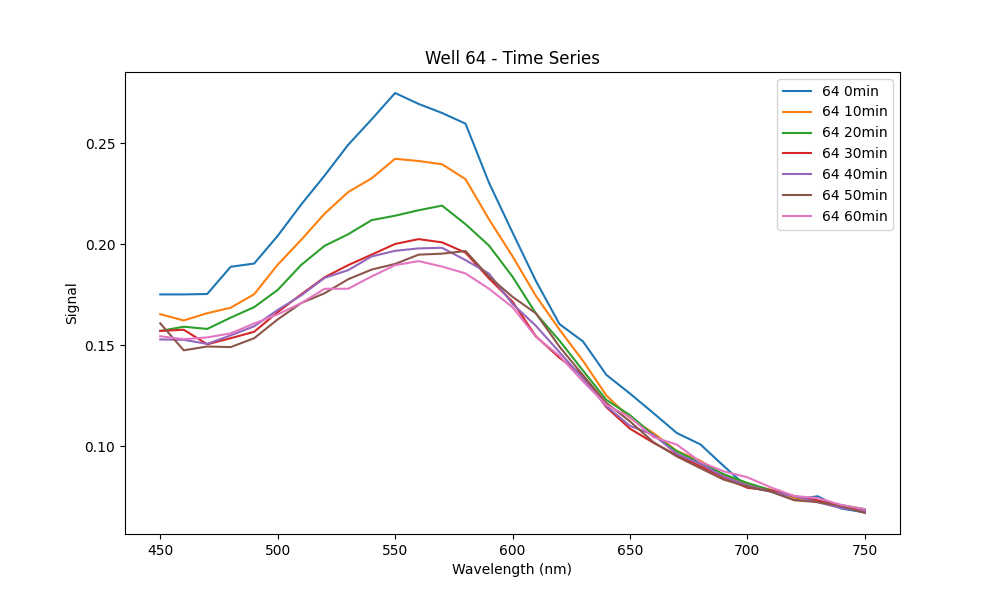 Well 64 - Time Series
64 0min
64 10min
64 20min
64 30min
64 40min
64 50min
64 60min
Signal
0.25
0.20
0.15
0.10
450
500
550
600
650
700
750
Wavelength (nm)